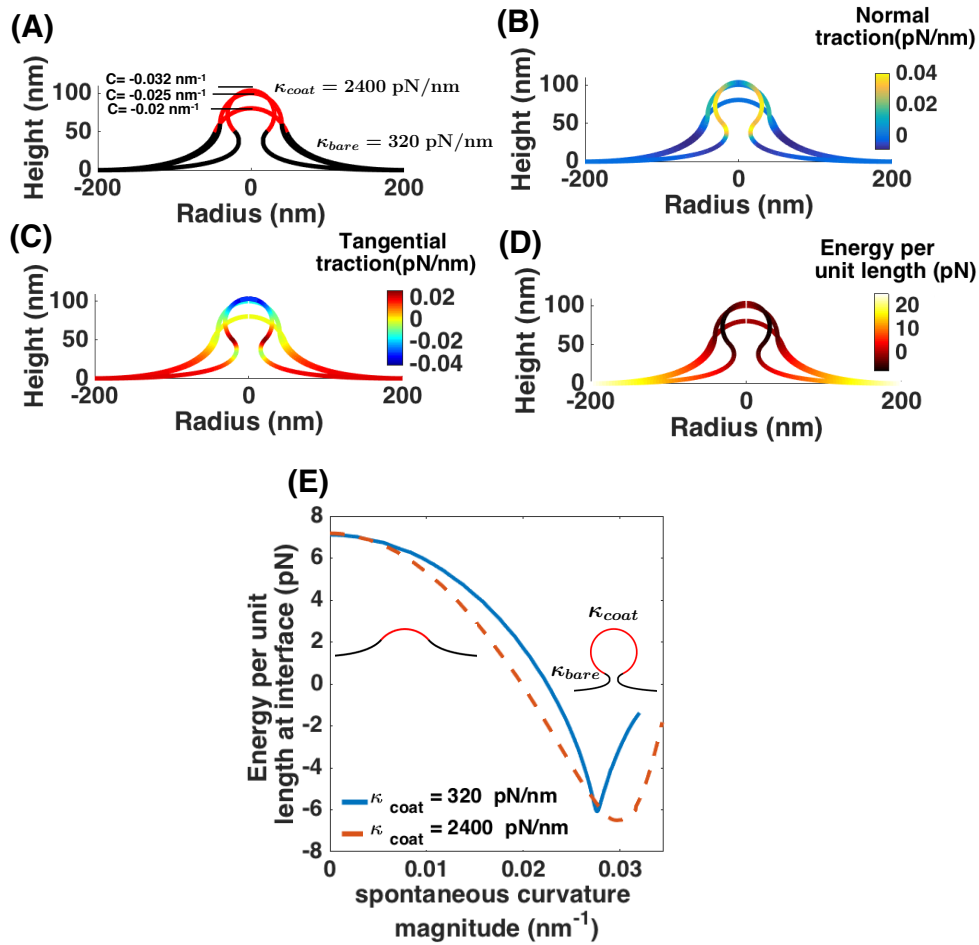 (A)
C= -0.032 nm⁻¹
C= -0.025 nm⁻¹
C= -0.02 nm⁻¹
κcoat = 2400 pN/nm
κbare = 320 pN/nm
Height (nm)
100
50
0
-200
0
200
Radius (nm)
(B)
Normal
traction(pN/nm)
0.04
0.02
0
Height (nm)
100
50
0
-200
0
200
Radius (nm)
(C)
Tangential
traction(pN/nm)
0.02
0
-0.02
-0.04
Height (nm)
100
50
0
-200
0
200
Radius (nm)
(D)
Energy per
unit length (pN)
20
10
0
Height (nm)
100
50
0
-200
0
200
Radius (nm)
(E)
Energy per unit
length at interface (pN)
8
6
4
2
0
-2
-4
-6
-8
κcoat
κbare
κ coat = 320 pN/nm
κ coat = 2400 pN/nm
0
0.01
0.02
0.03
spontaneous curvature
magnitude (nm⁻¹)